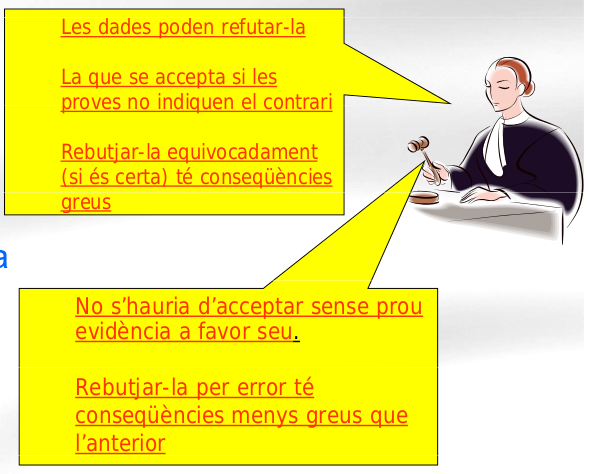 Les dades poden refutar-la
La que se accepta si les
proves no indiquen el contrari
Rebutjar-la equivocadament
(si és certa) té conseqüències
greus
a
No s’hauria d’acceptar sense prou
evidència a favor seu.
Rebutjar-la per error té
conseqüències menys greus que
l’anterior